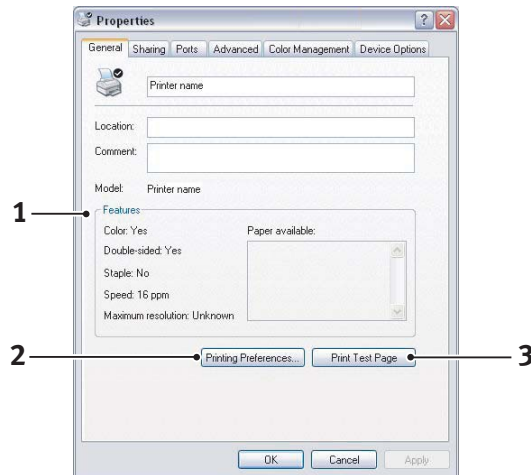 Properties
General Sharing Ports Advanced Color Management Device Options
Printer name
Location:
Comment:
Model: Printer name
1
Features
Color: Yes Paper available:
Double-sided: Yes
Staple: No
Speed: 16 ppm
Maximum resolution: Unknown
2 Printing Preferences... Print Test Page 3
OK Cancel Apply